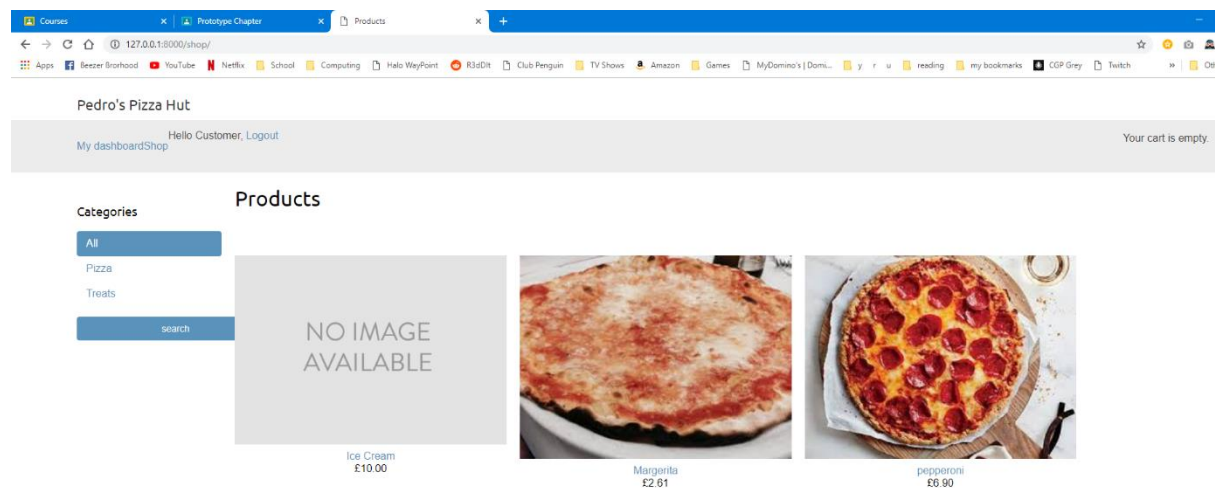 Courses Prototype Chapter Products
127.0.0.1:8000/shop/
Apps Beezer Brorhood YouTube Netflix School Computing Halo WayPoint R3dDIt Club Penguin TV Shows Amazon Games MyDomino's | Domi... y r u reading my bookmarks CGP Grey Twitch »
Pedro's Pizza Hut
Hello Customer, Logout
My dashboardShop
Your cart is empty.
Products
Categories
All
Pizza
Treats
search
NO IMAGE
AVAILABLE
Ice Cream
£10.00
Margerita
£2.61
pepperoni
£6.90